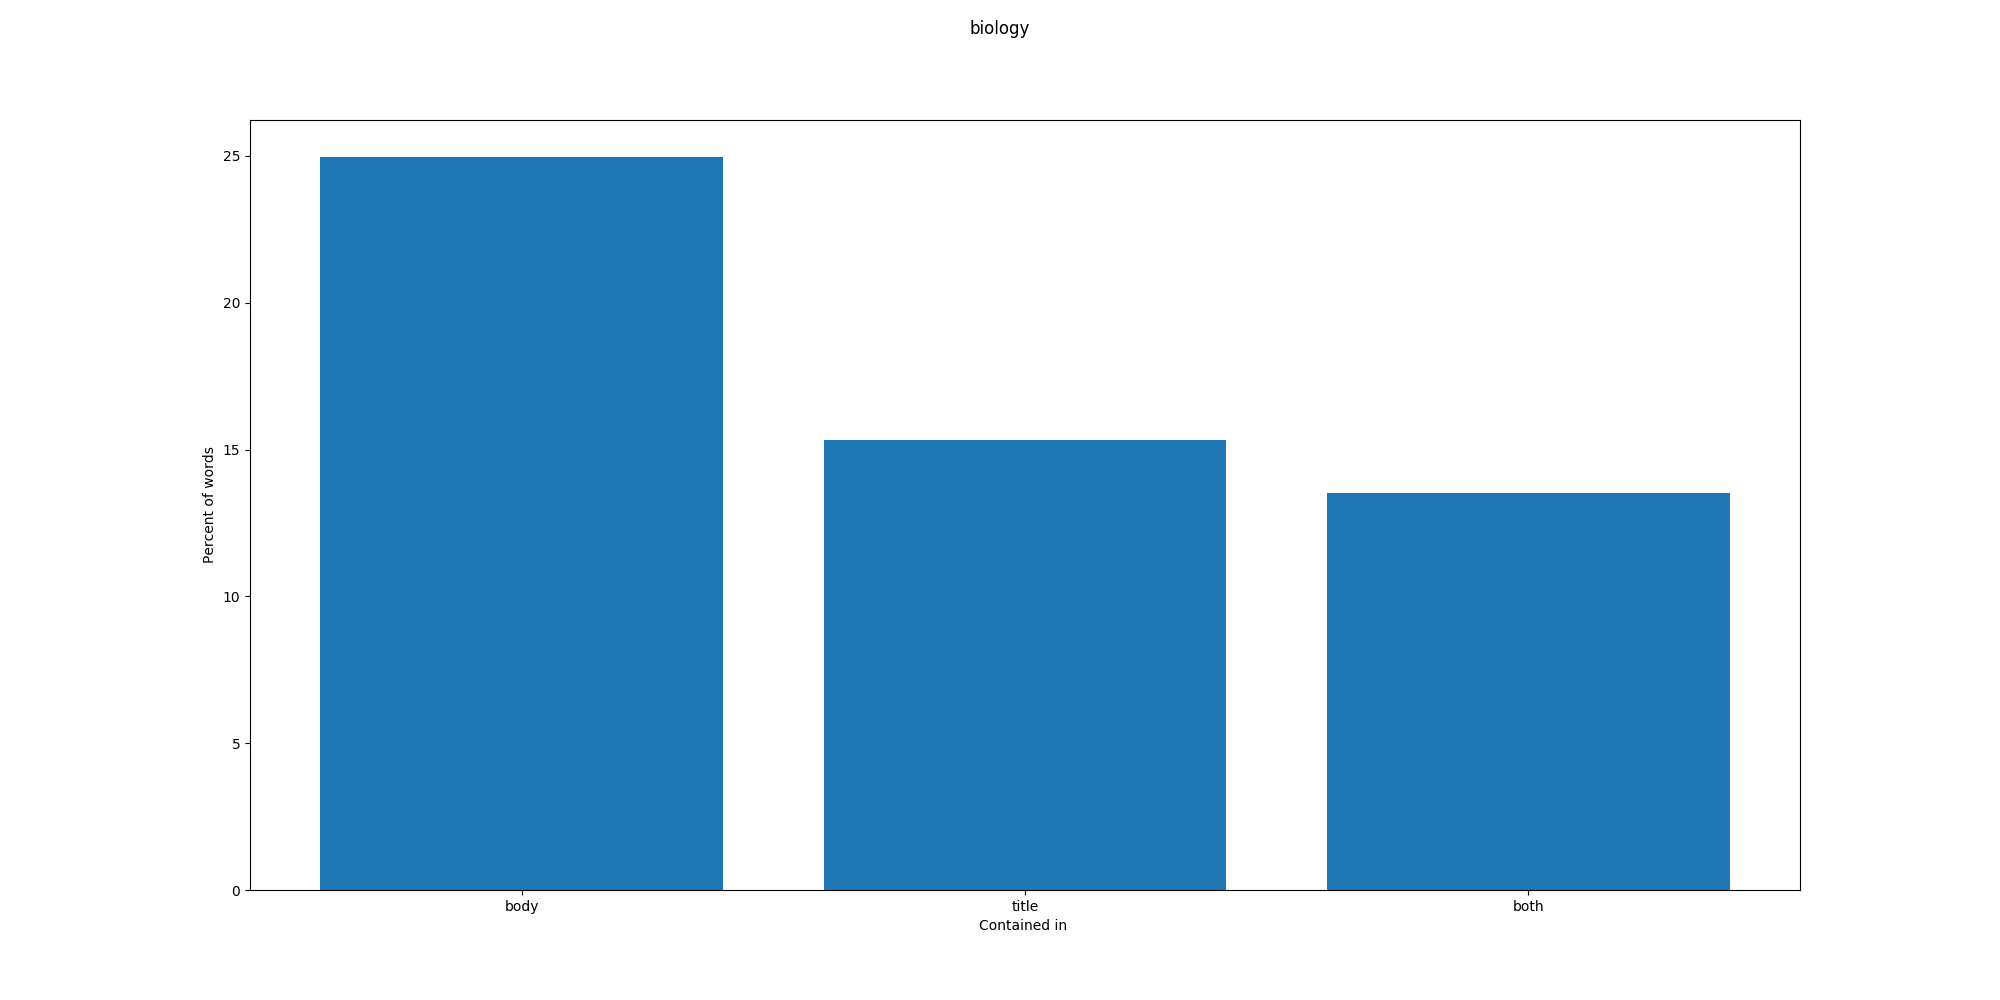 biology
25
20
15
10
5
0
Percent of words
body
title
both
Contained in